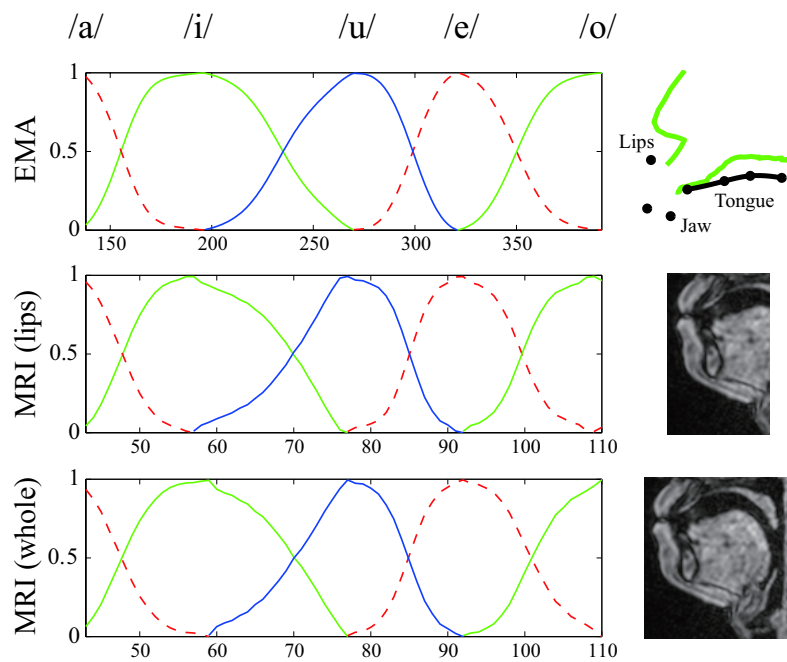 /a/ /i/ /u/ /e/ /o/
EMA
1
0.5
0
150 200 250 300 350
Lips
Tongue
Jaw
MRI (lips)
1
0.5
0
50 60 70 80 90 100 110
MRI (whole)
1
0.5
0
50 60 70 80 90 100 110